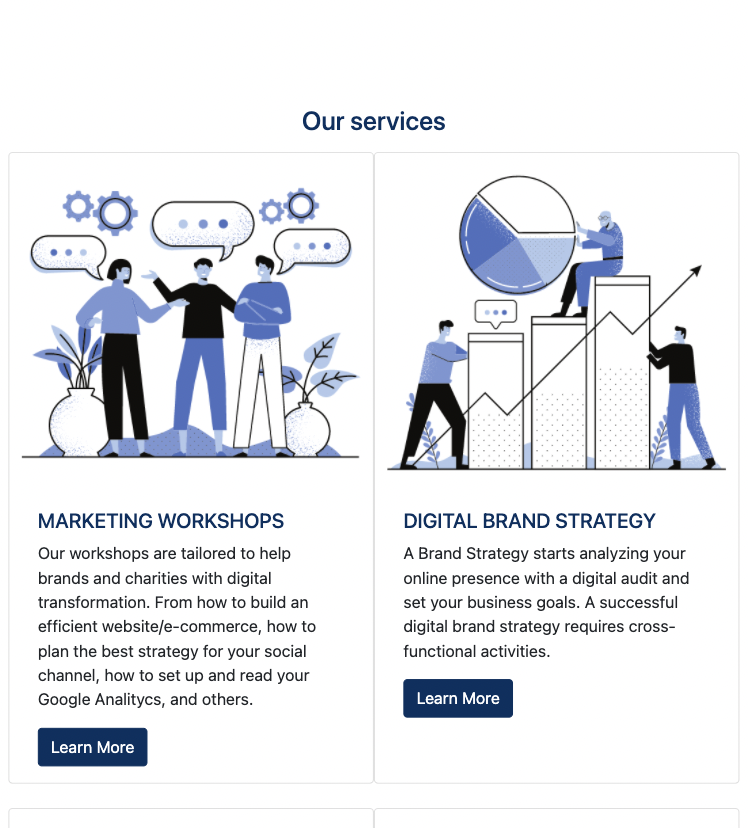 Our services
MARKETING WORKSHOPS
Our workshops are tailored to help
brands and charities with digital
transformation. From how to build an
efficient website/e-commerce, how to
plan the best strategy for your social
channel, how to set up and read your
Google Analitycs, and others.
Learn More
DIGITAL BRAND STRATEGY
A Brand Strategy starts analyzing your
online presence with a digital audit and
set your business goals. A successful
digital brand strategy requires cross-
functional activities.
Learn More